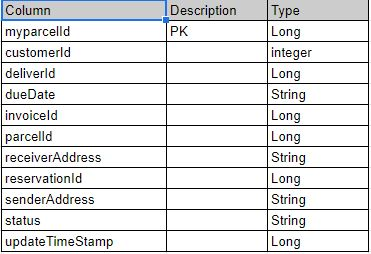 Column Description Type
myparcelId PK Long
customerId integer
deliverId Long
dueDate String
invoiceId Long
parcelId Long
receiverAddress String
reservationId Long
senderAddress String
status String
updateTimeStamp Long